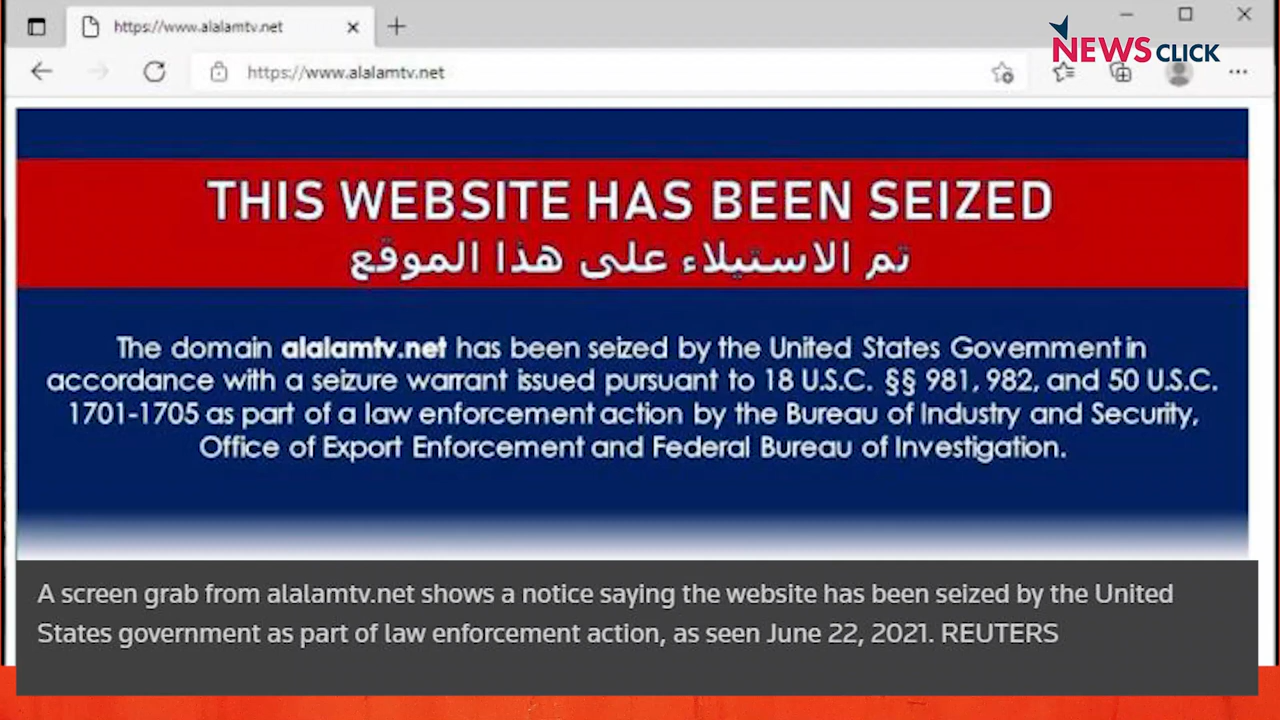 https://www.alalamtv.net
NEWS CLICK
https://www.alalamtv.net
THIS WEBSITE HAS BEEN SEIZED
تم الاستيلاء على هذا الموقع
The domain alalamtv.net has been seized by the United States Government in
accordance with a seizure warrant issued pursuant to 18 U.S.C. §§ 981, 982, and 50 U.S.C.
1701-1705 as part of a law enforcement action by the Bureau of Industry and Security,
Office of Export Enforcement and Federal Bureau of Investigation.
A screen grab from alalamtv.net shows a notice saying the website has been seized by the United
States government as part of law enforcement action, as seen June 22, 2021. REUTERS